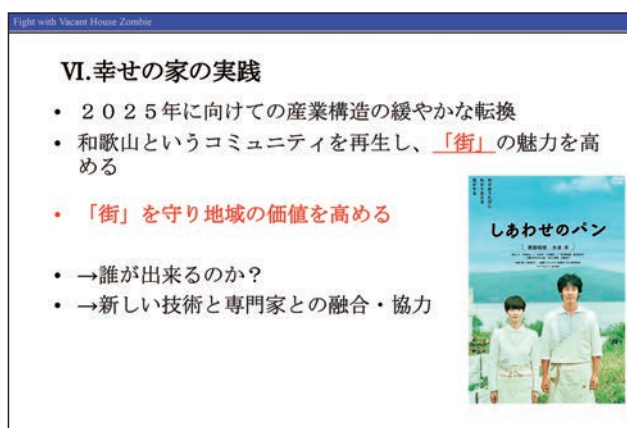 Fight with Vacant House Zombie
Ⅵ.幸せの家の実践
• ２０２５年に向けての産業構造の緩やかな転換
• 和歌山というコミュニティを再生し、「街」の魅力を高
める
• 「街」を守り地域の価値を高める
• →誰が出来るのか？
• →新しい技術と専門家との融合・協力
しあわせのパン